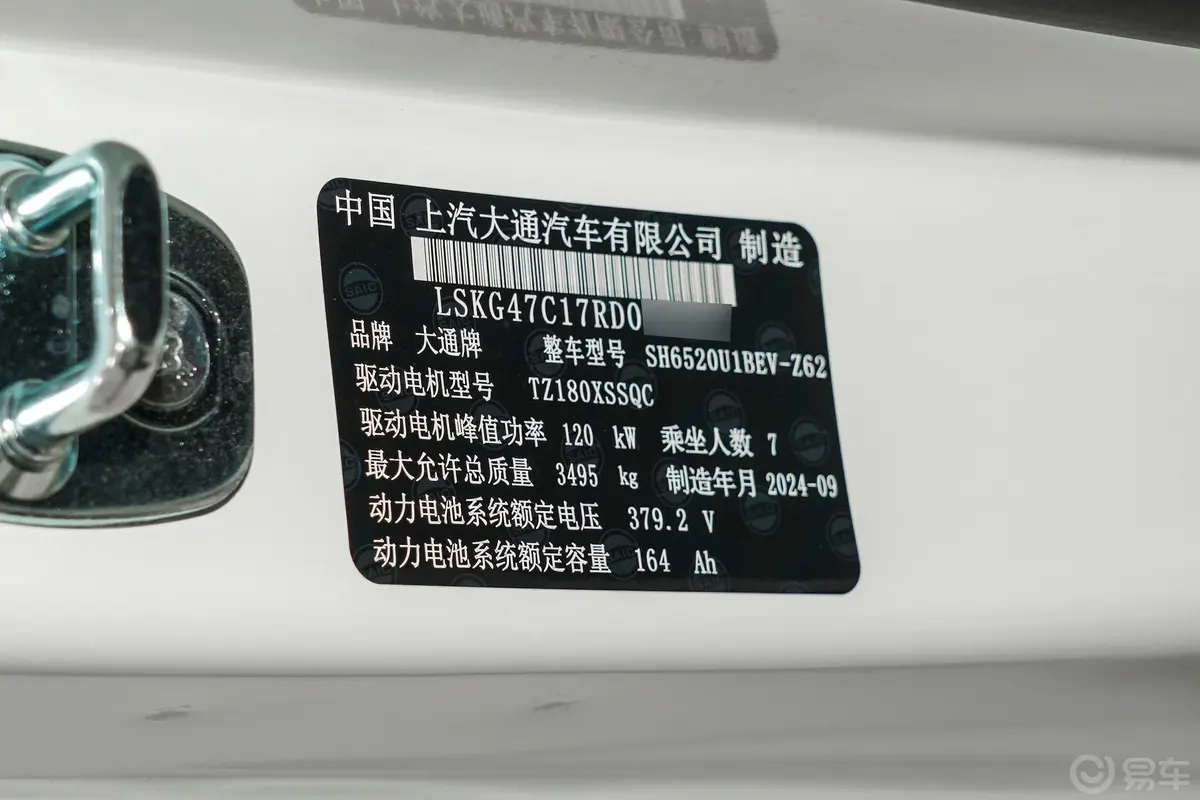 中国 上汽大通汽车有限公司 制造
LSKG47C17RD0
品牌 大通牌 整车型号 SH6520U1BEV-Z62
驱动电机型号 TZ180XSSQC
驱动电机峰值功率 120 kW 乘坐人数 7
最大允许总质量 3495 kg 制造年月 2024-09
动力电池系统额定电压 379.2 V
动力电池系统额定容量 164 Ah
易车